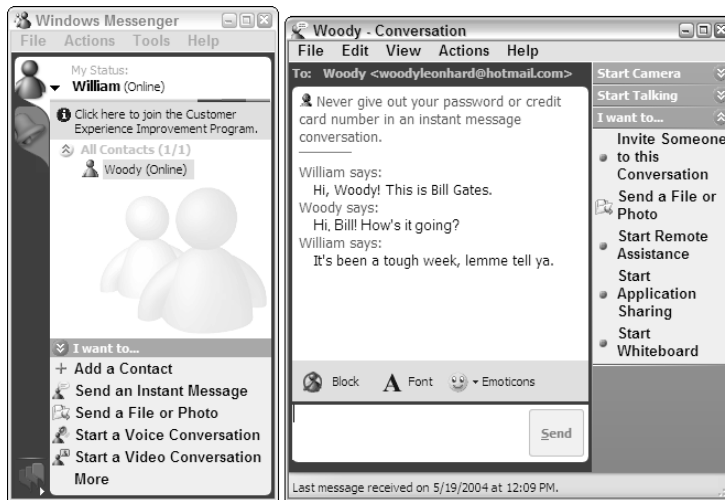 Windows Messenger
File Actions Tools Help
My Status:
William (Online)
Click here to join the Customer
Experience Improvement Program.
All Contacts (1/1)
Woody (Online)
I want to...
Add a Contact
Send an Instant Message
Send a File or Photo
Start a Voice Conversation
Start a Video Conversation
More
Woody - Conversation
File Edit View Actions Help
To: Woody <woodyleonhard@hotmail.com>
Never give out your password or credit
card number in an instant message
conversation.
William says:
Hi, Woody! This is Bill Gates.
Woody says:
Hi, Bill! How's it going?
William says:
It's been a tough week, lemme tell ya.
Block Font Emoticons
Send
Last message received on 5/19/2004 at 12:09 PM.
Start Camera
Start Talking
I want to...
Invite Someone
to this
Conversation
Send a File or
Photo
Start Remote
Assistance
Start
Application
Sharing
Start
Whiteboard